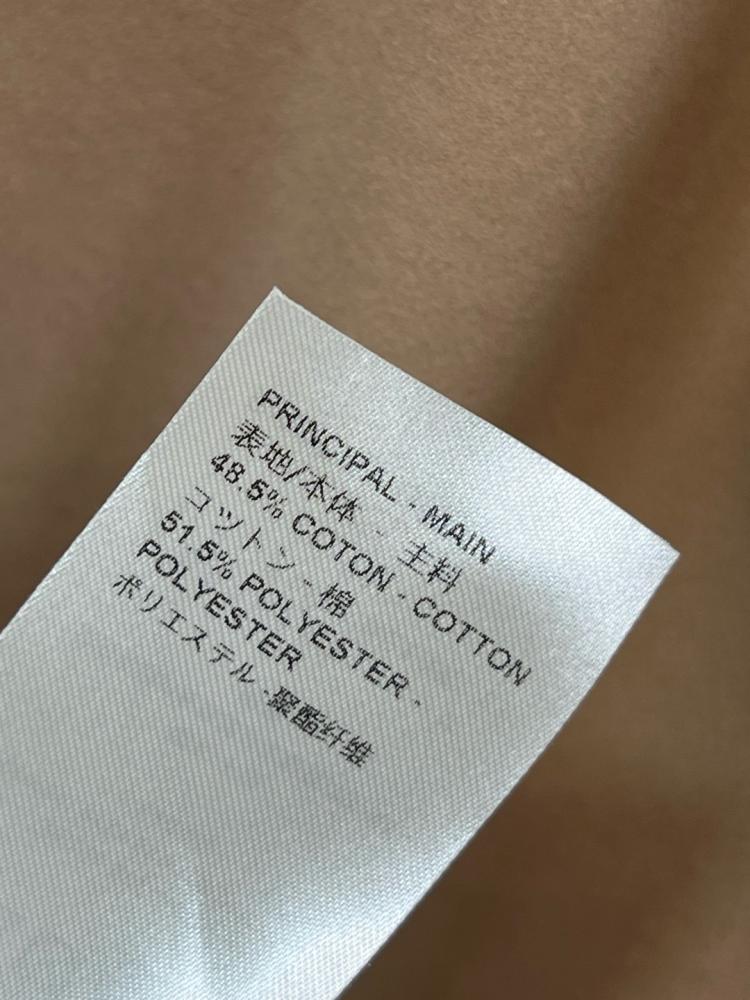 PRINCIPAL - MAIN
表地/本体 - 主料
48.5% COTON - COTTON
コットン - 棉
51.5% POLYESTER -
POLYESTER
ポリエステル - 聚酯纤维